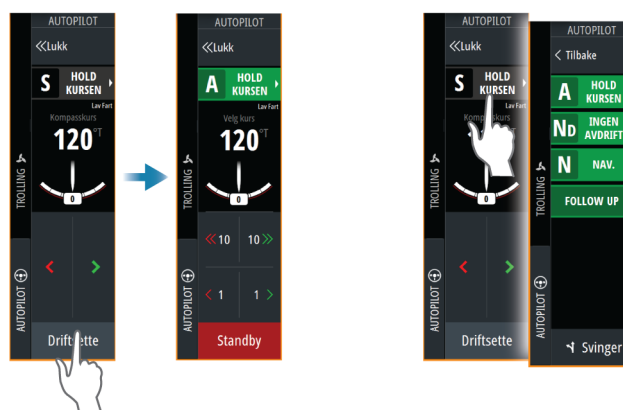 AUTOPILOT
Lukk
S HOLD
KURSEN
Lav Fart
Kompasskurs
120°T
0
TROLLING
AUTOPILOT
Driftsette
AUTOPILOT
Lukk
A HOLD
KURSEN
Lav Fart
Velg kurs
120°T
0
10 10
1 1
TROLLING
AUTOPILOT
Standby
AUTOPILOT
Lukk
S HOLD
KURSEN
Lav Fart
120°
0
TROLLING
AUTOPILOT
Driftsette
AUTOPILOT
Tilbake
A HOLD
KURSEN
ND INGEN
AVDRIFT
N NAV.
FOLLOW UP
TROLLING
AUTOPILOT
Svinger